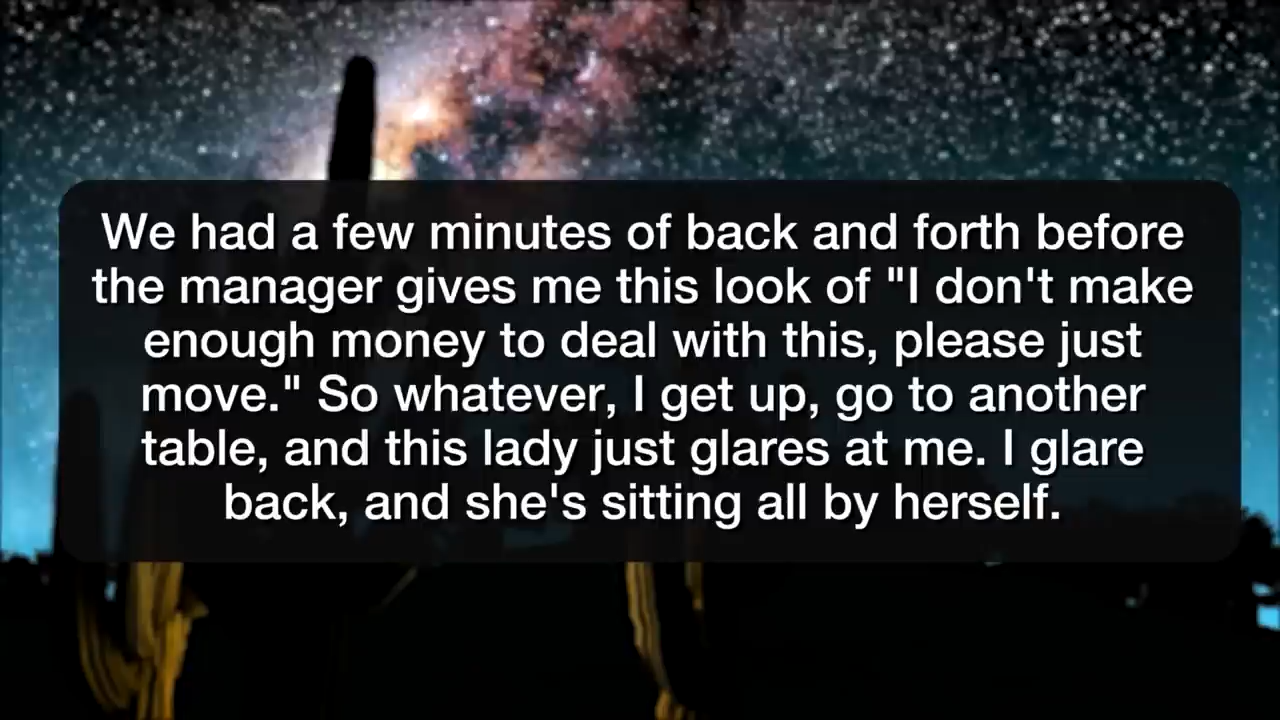 We had a few minutes of back and forth before
the manager gives me this look of "I don't make
enough money to deal with this, please just
move." So whatever, I get up, go to another
table, and this lady just glares at me. I glare
back, and she's sitting all by herself.